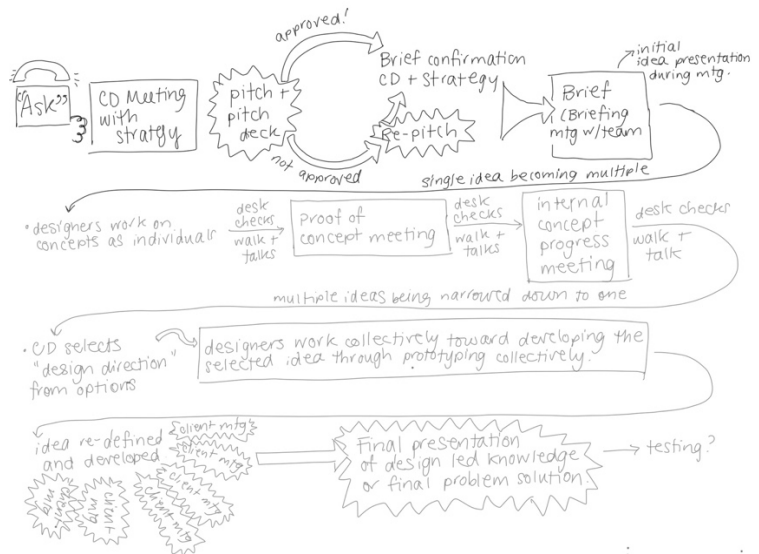 "Ask"
CD Meeting
with
strategy
pitch +
pitch
deck
approved!
not approved
Brief confirmation
CD + Strategy
Re-pitch
Brief
(Briefing
mtg w/team
initial
idea presentation
during mtg.
single idea becoming multiple
• designers work on
concepts as individuals
desk
checks
walk +
talks
proof of
concept meeting
desk
checks
walk +
talks
internal
concept
progress
meeting
desk checks
walk +
talk
multiple ideas being narrowed down to one
• CD selects
"design direction"
from options
designers work collectively toward developing the
selected idea through prototyping collectively.
idea re-defined
and developed
client mtg
client mtg
client mtg
client mtg
client
mtg
client
mtg
Final presentation
of design led knowledge
or final problem solution
testing?